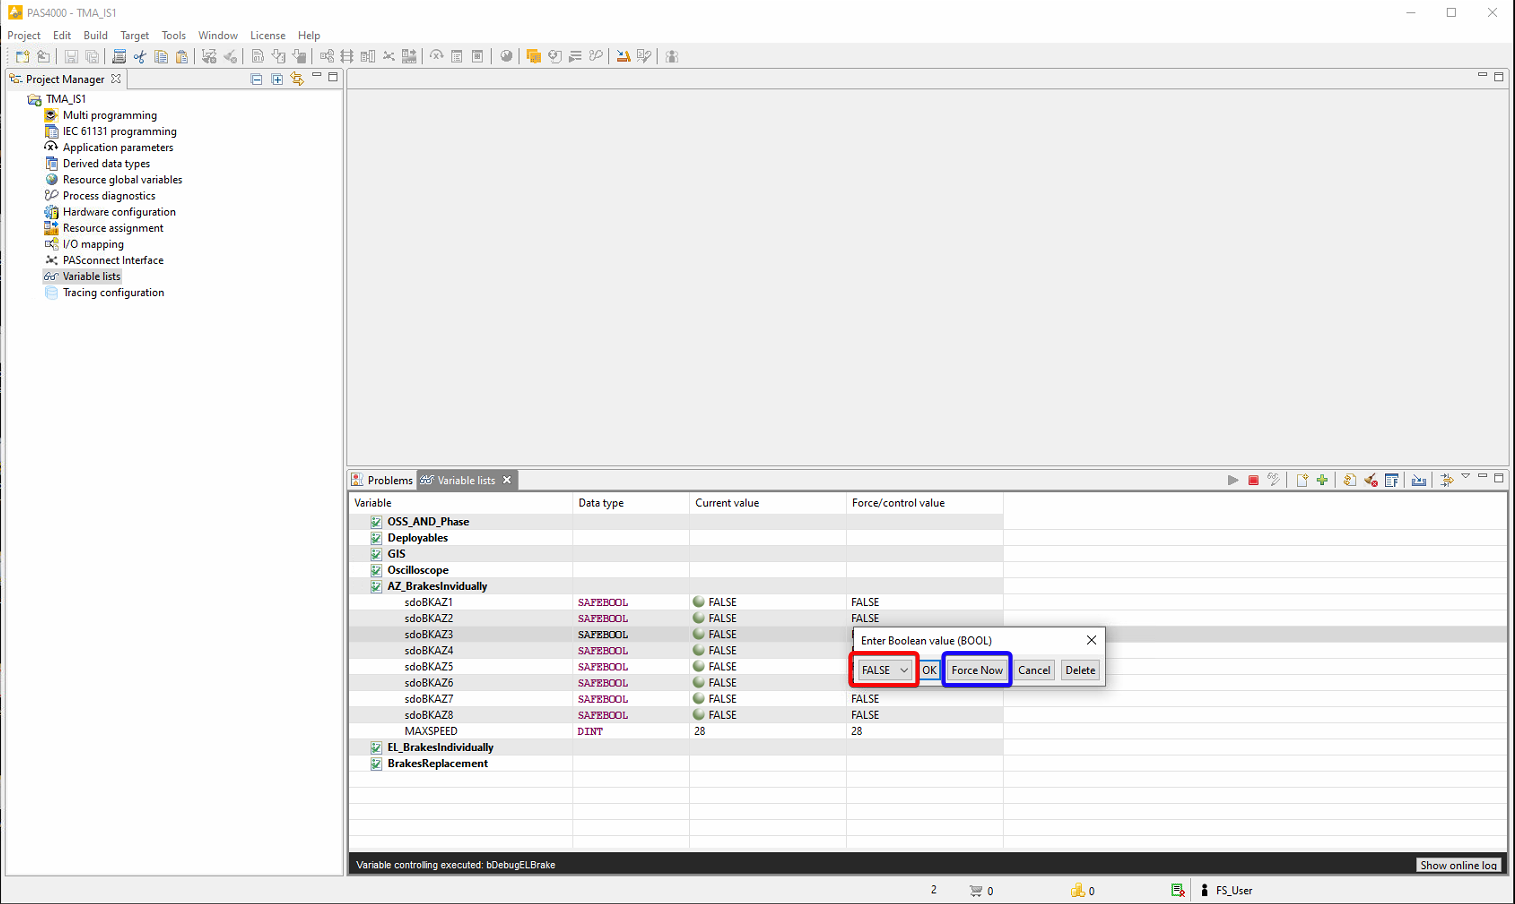 PAS4000 - TMA_IS1
Project Edit Build Target Tools Window License Help
Project Manager
TMA_IS1
Multi programming
IEC 61131 programming
Application parameters
Derived data types
Resource global variables
Process diagnostics
Hardware configuration
Resource assignment
I/O mapping
PASconnect Interface
Variable lists
Tracing configuration
Problems Variable lists
Variable Data type Current value Force/control value
OSS_AND_Phase
Deployables
GIS
Oscilloscope
AZ_BrakesInvidually
sdoBKAZ1 SAFEBOOL FALSE FALSE
sdoBKAZ2 SAFEBOOL FALSE FALSE
sdoBKAZ3 SAFEBOOL FALSE
sdoBKAZ4 SAFEBOOL FALSE
sdoBKAZ5 SAFEBOOL FALSE
sdoBKAZ6 SAFEBOOL FALSE
sdoBKAZ7 SAFEBOOL FALSE FALSE
sdoBKAZ8 SAFEBOOL FALSE FALSE
MAXSPEED DINT 28 28
EL_BrakesIndividually
BrakesReplacement
Enter Boolean value (BOOL)
FALSE OK Force Now Cancel Delete
Variable controlling executed: bDebugELBrake
Show online log
2 0 0 FS_User